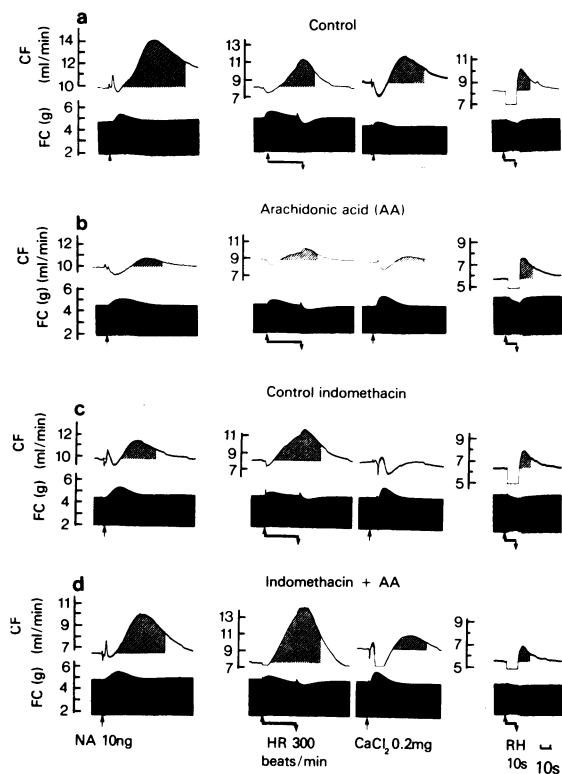 a
Control
CF
(ml/min)
14
12
10
13
11
9
7
11
9
7
FC (g)
6
4
2
b
Arachidonic acid (AA)
CF
(ml/min)
12
10
11
9
7
9
7
5
FC (g)
6
4
2
c
Control indomethacin
CF
(ml/min)
12
10
11
9
7
9
7
5
FC (g)
6
4
2
d
Indomethacin + AA
CF
(ml/min)
11
9
7
13
11
9
7
9
7
5
FC (g)
6
4
2
NA 10ng
HR 300
beats/min
CaCl2 0.2mg
RH
10s
10s